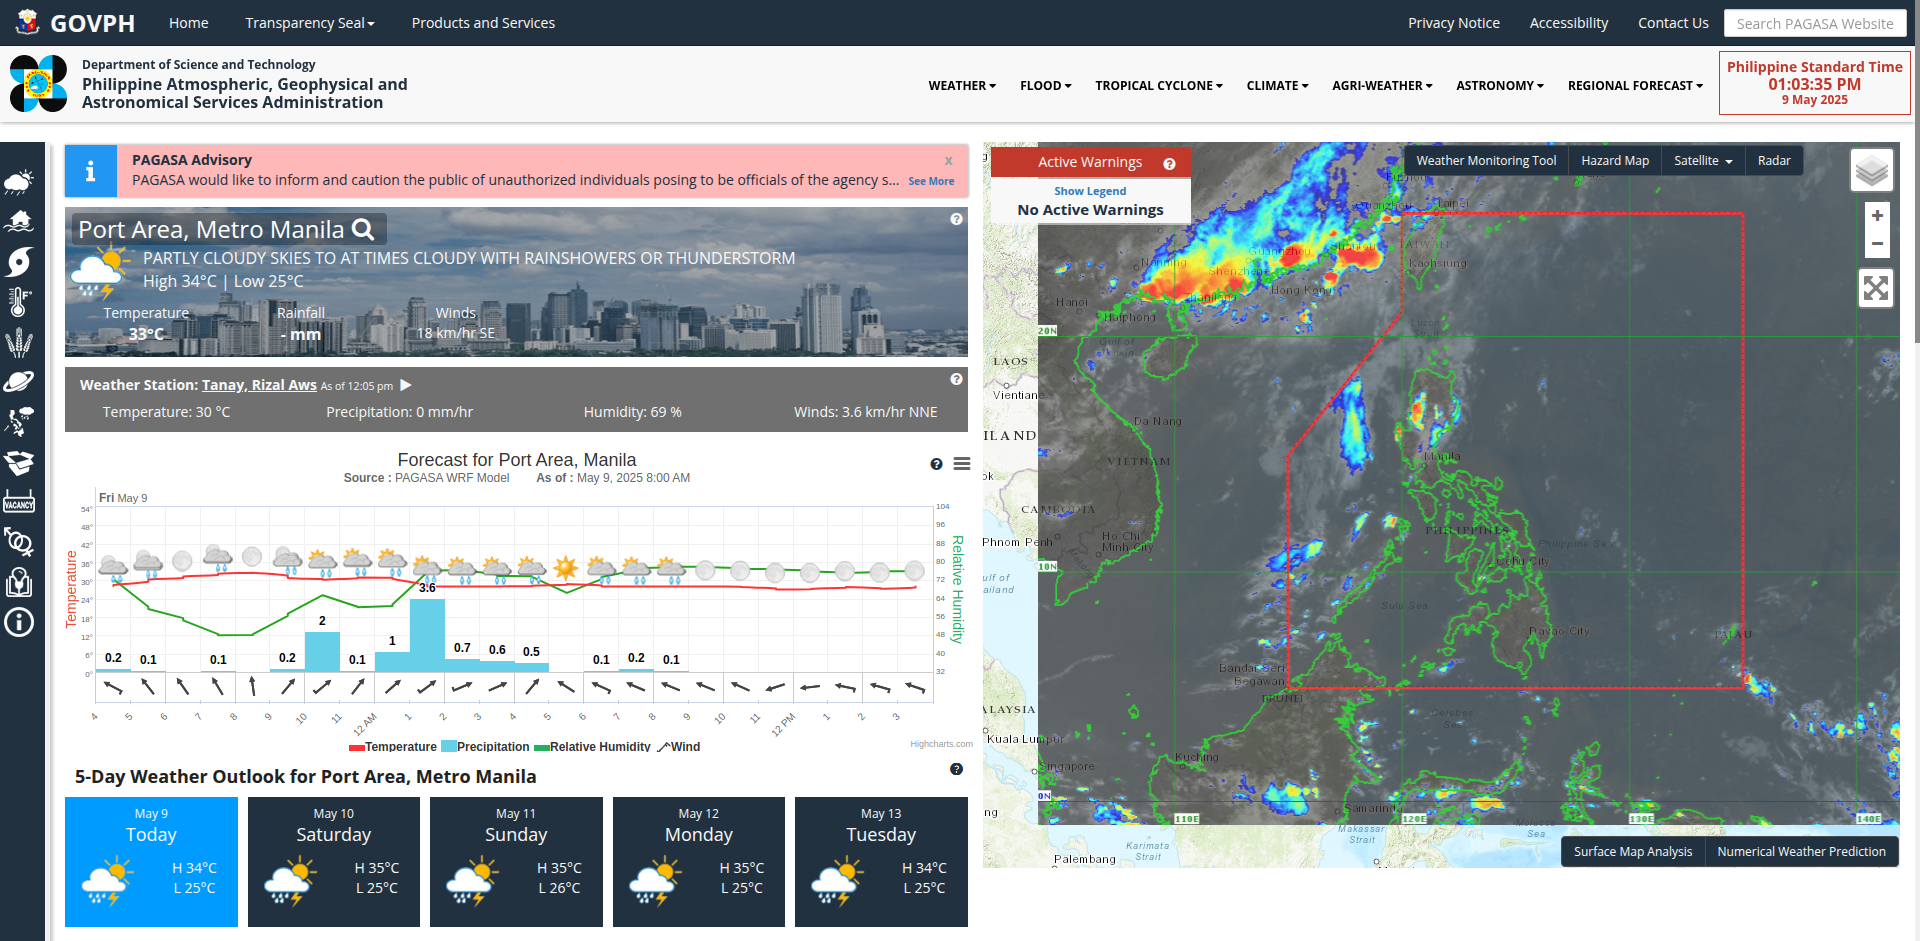 GOVPH
Home
Transparency Seal
Products and Services
Privacy Notice
Accessibility
Contact Us
Search PAGASA Website
Department of Science and Technology
Philippine Atmospheric, Geophysical and
Astronomical Services Administration
WEATHER
FLOOD
TROPICAL CYCLONE
CLIMATE
AGRI-WEATHER
ASTRONOMY
REGIONAL FORECAST
Philippine Standard Time
01:03:35 PM
9 May 2025
VACANCY
PAGASA Advisory
x
PAGASA would like to inform and caution the public of unauthorized individuals posing to be officials of the agency s... See More
Port Area, Metro Manila
PARTLY CLOUDY SKIES TO AT TIMES CLOUDY WITH RAINSHOWERS OR THUNDERSTORM
High 34°C | Low 25°C
Temperature Rainfall Winds
33°C - mm 18 km/hr SE
Weather Station: Tanay, Rizal Aws As of 12:05 pm
Temperature: 30 °C Precipitation: 0 mm/hr Humidity: 69 % Winds: 3.6 km/hr NNE
Forecast for Port Area, Manila
Source : PAGASA WRF Model As of : May 9, 2025 8:00 AM
Fri May 9
Temperature
54°
48°
42°
36°
30°
24°
18°
12°
6°
0°
104
96
88
80
72
64
56
48
40
32
Relative Humidity
0.2 0.1 0.1 0.2 2 0.1 1 3.6 0.7 0.6 0.5 0.1 0.2 0.1
4 5 6 7 8 9 10 11 12 AM 1 2 3 4 5 6 7 8 9 10 11 12 PM 1 2 3
Temperature Precipitation Relative Humidity Wind
Highcharts.com
5-Day Weather Outlook for Port Area, Metro Manila
May 9
Today
H 34°C
L 25°C
May 10
Saturday
H 35°C
L 25°C
May 11
Sunday
H 35°C
L 26°C
May 12
Monday
H 35°C
L 25°C
May 13
Tuesday
H 34°C
L 25°C
Active Warnings
Show Legend
No Active Warnings
Weather Monitoring Tool
Hazard Map
Satellite
Radar
+
−
Taipei
TAIWAN
Kaohsiung
Guangzhou
Shantou
Nanning
Shenzhen
Hong Kong
Hanoi
Haiphong
20N
Gulf of
LAOS
Vientiane
Da Nang
ILAND
VIETNAM
Manila
CAMBODIA
Phnom Penh
Ho Chi
Minh City
PHILIPPINES
Philippine Se
Cebu City
10N
ulf of
ailand
Sulu Sea
Davao City
PALAU
Bandar Seri
Begawan
BRUNEI
ALAYSIA
Celebes
Sea
Kuala Lumpur
Kuching
Singapore
0N
Samarinda
110E
120E
130E
140E
ng
Makassar
Strait
Molucca
Sea
Karimata
Strait
Palembang
Surface Map Analysis
Numerical Weather Prediction